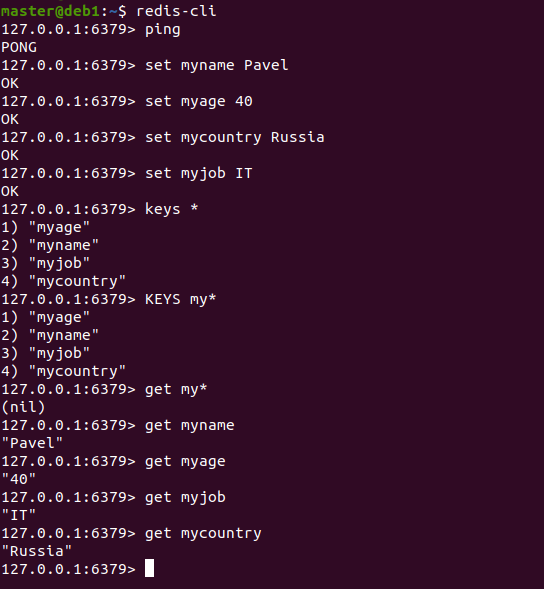 master@deb1:~$ redis-cli
127.0.0.1:6379> ping
PONG
127.0.0.1:6379> set myname Pavel
OK
127.0.0.1:6379> set myage 40
OK
127.0.0.1:6379> set mycountry Russia
OK
127.0.0.1:6379> set myjob IT
OK
127.0.0.1:6379> keys *
1) "myage"
2) "myname"
3) "myjob"
4) "mycountry"
127.0.0.1:6379> KEYS my*
1) "myage"
2) "myname"
3) "myjob"
4) "mycountry"
127.0.0.1:6379> get my*
(nil)
127.0.0.1:6379> get myname
"Pavel"
127.0.0.1:6379> get myage
"40"
127.0.0.1:6379> get myjob
"IT"
127.0.0.1:6379> get mycountry
"Russia"
127.0.0.1:6379>